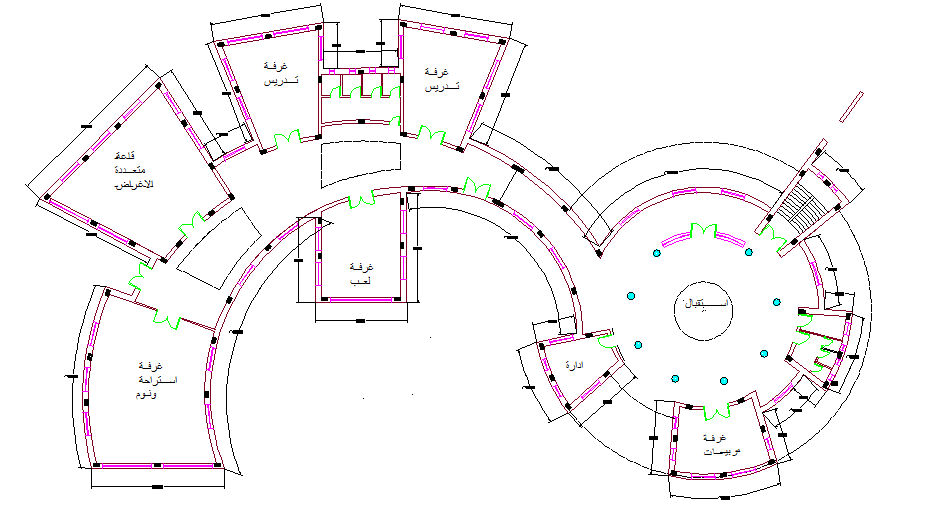 غرفة
تدريس
غرفة
تدريس
قاعة
متعددة
الاغراض
غرفة
لعب
استقبال
غرفة
استراحة
ونوم
ادارة
غرفة
مربيات